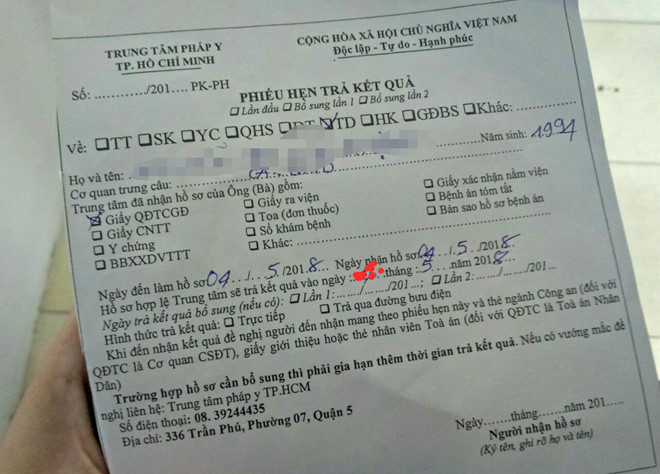 TRUNG TÂM PHÁP Y
TP. HỒ CHÍ MINH
CỘNG HÒA XÃ HỘI CHỦ NGHĨA VIỆT NAM
Độc lập - Tự do - Hạnh phúc
Số: ............./201.... PK-PH
PHIẾU HẸN TRẢ KẾT QUẢ
❑ Lần đầu ❑ Bổ sung lần 1 ❑ Bổ sung lần 2
Về: ❑TT ❑SK ❑YC ❑QHS ❑ĐT ☑TD ❑HK ❑GĐBS ❑Khác:
Họ và tên: Năm sinh: 1994
Cơ quan trưng cầu:
Trung tâm đã nhận hồ sơ của Ông (Bà) gồm:
☑ Giấy QĐTCGĐ ❑ Giấy ra viện ❑ Giấy xác nhận nằm viện
❑ Giấy CNTT ❑ Toa (đơn thuốc) ❑ Bệnh án tóm tắt
❑ Y chứng ❑ Sổ khám bệnh ❑ Bản sao hồ sơ bệnh án
❑ BBXXDVTTT ❑ Khác:
Ngày đến làm hồ sơ 04 / 5 /2018. Ngày nhận hồ sơ 04 / 5 /2018.
Hồ sơ hợp lệ Trung tâm sẽ trả kết quả vào ngày : tháng : 5 năm 2018.
Ngày trả kết quả bổ sung (nếu có): ❑ Lần 1: ....../....../201...; ❑ Lần 2: ....../....../201...
Hình thức trả kết quả: ❑ Trực tiếp ❑ Trả qua đường bưu điện
Khi đến nhận kết quả đề nghị người đến nhận mang theo phiếu hẹn này và thẻ ngành Công an (đối với
QĐTC là Cơ quan CSĐT), giấy giới thiệu hoặc thẻ nhân viên Toà án (đối với QĐTC là Toà án Nhân
Dân)
Trường hợp hồ sơ cần bổ sung thì phải gia hạn thêm thời gian trả kết quả. Nếu có vướng mắc đề
nghị liên hệ: Trung tâm pháp y TP.HCM
Số điện thoại: 08. 39244435
Địa chỉ: 336 Trần Phú, Phường 07, Quận 5
Ngày......tháng.......năm 201...
Người nhận hồ sơ
(Ký tên, ghi rõ họ và tên)